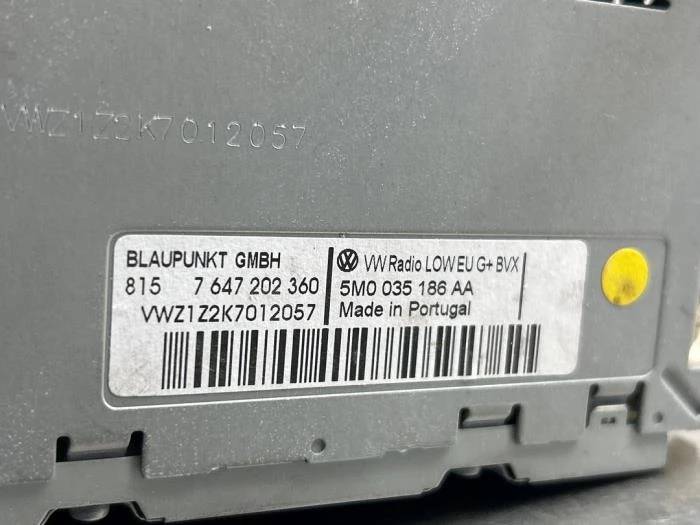 VWZ1Z2K7012057
BLAUPUNKT GMBH
815 7 647 202 360
VWZ1Z2K7012057
VW Radio LOW EU G+ BVX
5M0 035 186 AA
Made in Portugal